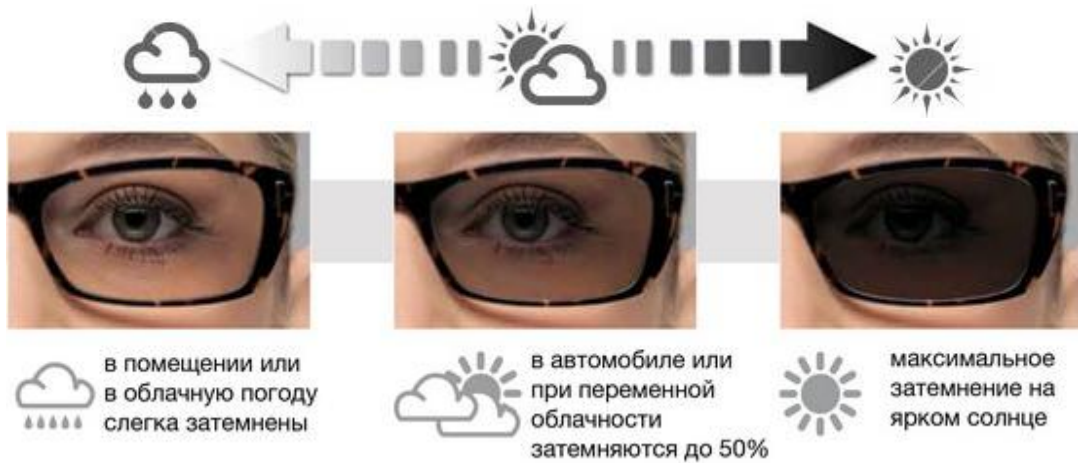 в помещении или
в облачную погоду
слегка затемнены
в автомобиле или
при переменной
облачности
затемняются до 50%
максимальное
затемнение на
ярком солнце